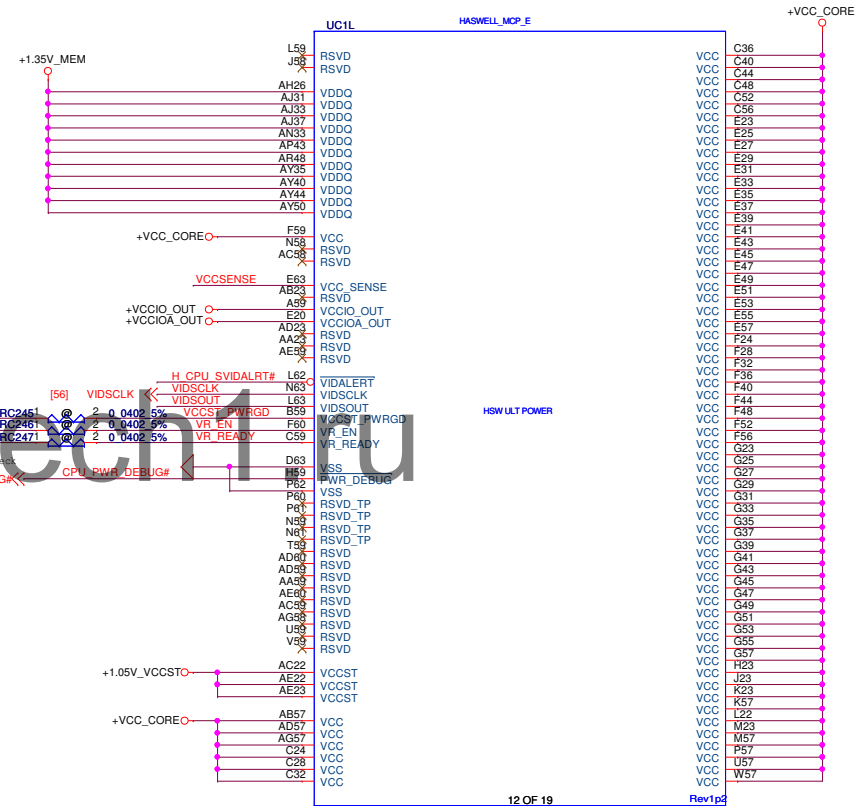 HASWELL_MCP_E
+VCC_CORE
UC1L
+1.35V_MEM
L59 RSVD
J58 RSVD
AH26 VDDQ
AJ31 VDDQ
AJ33 VDDQ
AJ37 VDDQ
AN33 VDDQ
AP43 VDDQ
AR48 VDDQ
AY35 VDDQ
AY40 VDDQ
AY44 VDDQ
AY50 VDDQ
+VCC_CORE F59 VCC
N58 RSVD
AC58 RSVD
VCCSENSE E63 VCC_SENSE
AB23 RSVD
+VCCIO_OUT A59 VCCIO_OUT
+VCCIOA_OUT E20 VCCIOA_OUT
AD23 RSVD
AA23 RSVD
AE59 RSVD
H_CPU_SVIDALRT# L62 VIDALERT
[56] VIDSCLK VIDSCLK N63 VIDSCLK
VIDSOUT L63 VIDSOUT
RC245 1 @ 2 0_0402_5% VCCST_PWRGD B59 VCCST_PWRGD
RC246 1 @ 2 0_0402_5% VR_EN F60 VR_EN
RC247 1 @ 2 0_0402_5% VR_READY C59 VR_READY
D63 VSS
G# CPU_PWR_DEBUG# H59 PWR_DEBUG
P62 VSS
P60 RSVD_TP
P61 RSVD_TP
N59 RSVD_TP
N61 RSVD_TP
T59 RSVD
AD60 RSVD
AD59 RSVD
AA59 RSVD
AE60 RSVD
AC59 RSVD
AG58 RSVD
U59 RSVD
V59 RSVD
+1.05V_VCCST AC22 VCCST
AE22 VCCST
AE23 VCCST
+VCC_CORE AB57 VCC
AD57 VCC
AG57 VCC
C24 VCC
C28 VCC
C32 VCC
HSW ULT POWER
VCC C36
VCC C40
VCC C44
VCC C48
VCC C52
VCC C56
VCC E23
VCC E25
VCC E27
VCC E29
VCC E31
VCC E33
VCC E35
VCC E37
VCC E39
VCC E41
VCC E43
VCC E45
VCC E47
VCC E49
VCC E51
VCC E53
VCC E55
VCC E57
VCC F24
VCC F28
VCC F32
VCC F36
VCC F40
VCC F44
VCC F48
VCC F52
VCC F56
VCC G23
VCC G25
VCC G27
VCC G29
VCC G31
VCC G33
VCC G35
VCC G37
VCC G39
VCC G41
VCC G43
VCC G45
VCC G47
VCC G49
VCC G51
VCC G53
VCC G55
VCC G57
VCC H23
VCC J23
VCC K23
VCC K57
VCC L22
VCC M23
VCC M57
VCC P57
VCC U57
VCC W57
12 OF 19
Rev1p2
ech1 ru